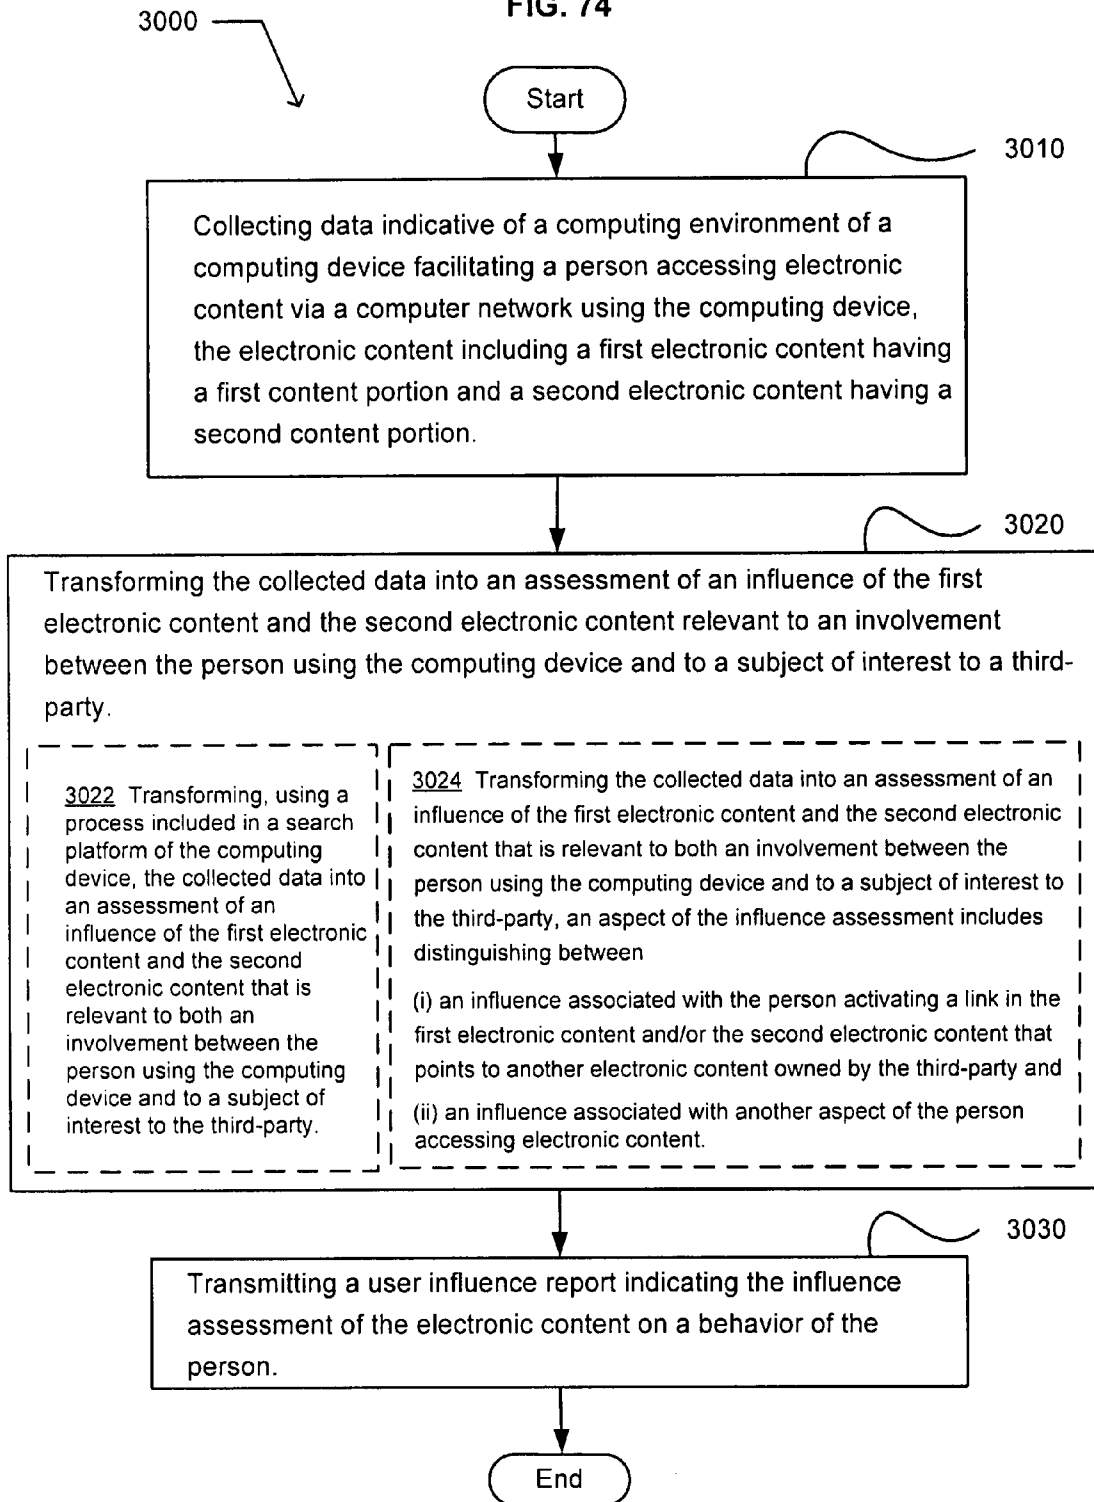 FIG. 74
3000
Start
3010
Collecting data indicative of a computing environment of a
computing device facilitating a person accessing electronic
content via a computer network using the computing device,
the electronic content including a first electronic content having
a first content portion and a second electronic content having a
second content portion.
3020
Transforming the collected data into an assessment of an influence of the first
electronic content and the second electronic content relevant to an involvement
between the person using the computing device and to a subject of interest to a third-
party.
3022 Transforming, using a
process included in a search
platform of the computing
device, the collected data into
an assessment of an
influence of the first electronic
content and the second
electronic content that is
relevant to both an
involvement between the
person using the computing
device and to a subject of
interest to the third-party.
3024 Transforming the collected data into an assessment of an
influence of the first electronic content and the second electronic
content that is relevant to both an involvement between the
person using the computing device and to a subject of interest to
the third-party, an aspect of the influence assessment includes
distinguishing between
(i) an influence associated with the person activating a link in the
first electronic content and/or the second electronic content that
points to another electronic content owned by the third-party and
(ii) an influence associated with another aspect of the person
accessing electronic content.
3030
Transmitting a user influence report indicating the influence
assessment of the electronic content on a behavior of the
person.
End